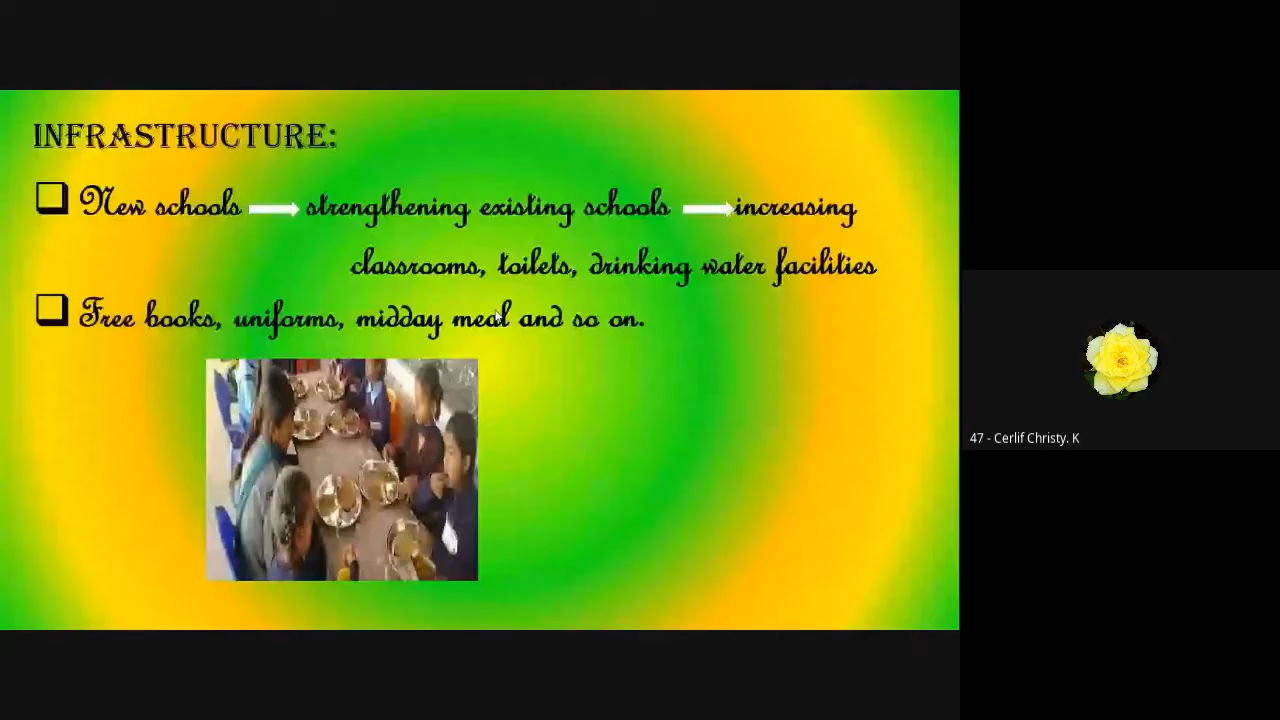 INFRASTRUCTURE:
New schools strengthening existing schools increasing
classrooms, toilets, drinking water facilities
Free books, uniforms, midday meal and so on.
47 - Cerlif Christy. K